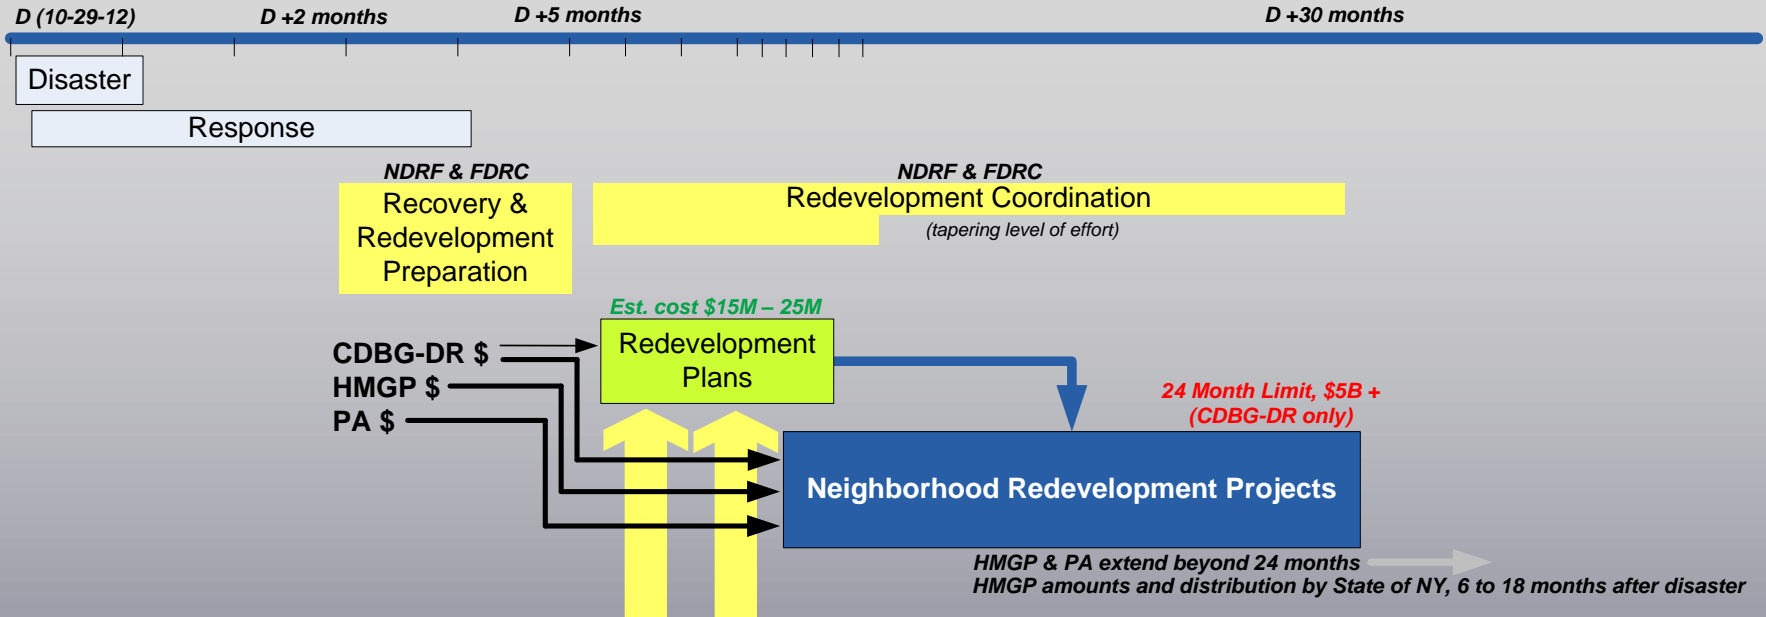 D (10-29-12)
D +2 months
D +5 months
D +30 months
Disaster
Response
NDRF & FDRC
Recovery &
Redevelopment
Preparation
NDRF & FDRC
Redevelopment Coordination
(tapering level of effort)
Est. cost $15M – 25M
Redevelopment
Plans
CDBG-DR $
HMGP $
PA $
24 Month Limit, $5B +
(CDBG-DR only)
Neighborhood Redevelopment Projects
HMGP & PA extend beyond 24 months
HMGP amounts and distribution by State of NY, 6 to 18 months after disaster